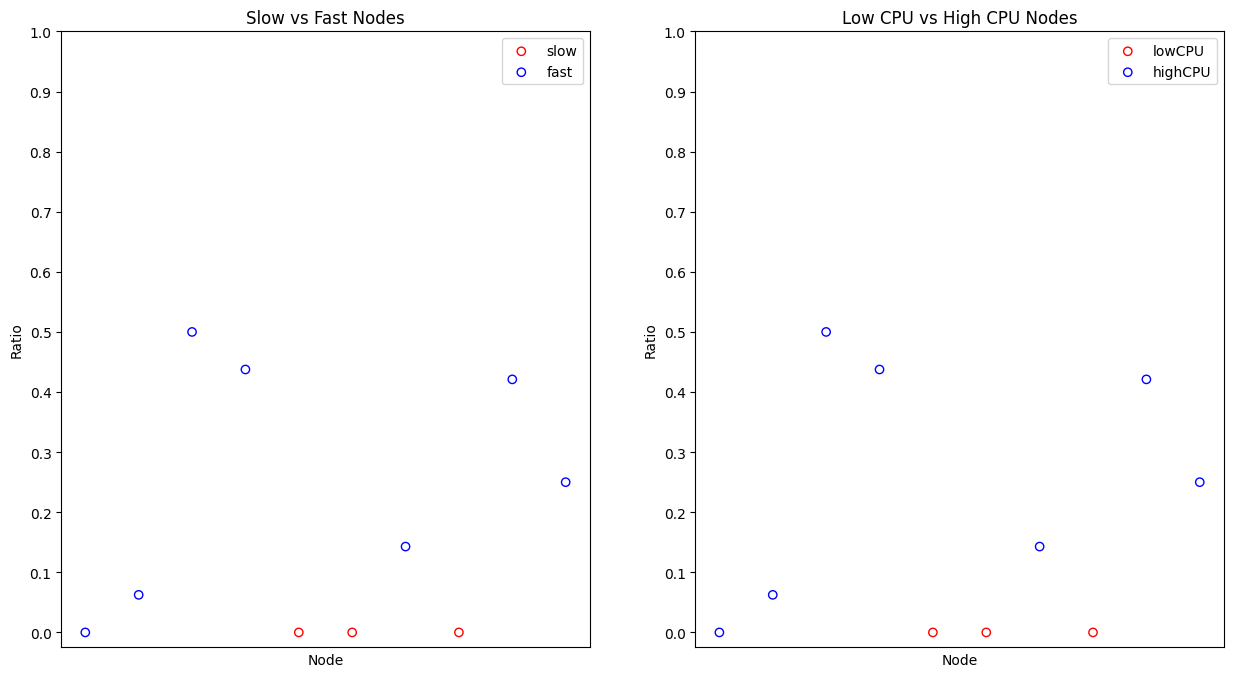 Slow vs Fast Nodes
1.0
0.9
0.8
0.7
0.6
0.5
0.4
0.3
0.2
0.1
0.0
Ratio
Node
slow
fast
Low CPU vs High CPU Nodes
1.0
0.9
0.8
0.7
0.6
0.5
0.4
0.3
0.2
0.1
0.0
Ratio
Node
lowCPU
highCPU